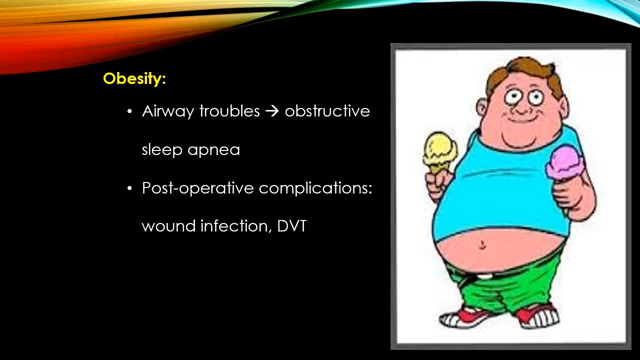 Obesity:
• Airway troubles → obstructive
sleep apnea
• Post-operative complications:
wound infection, DVT